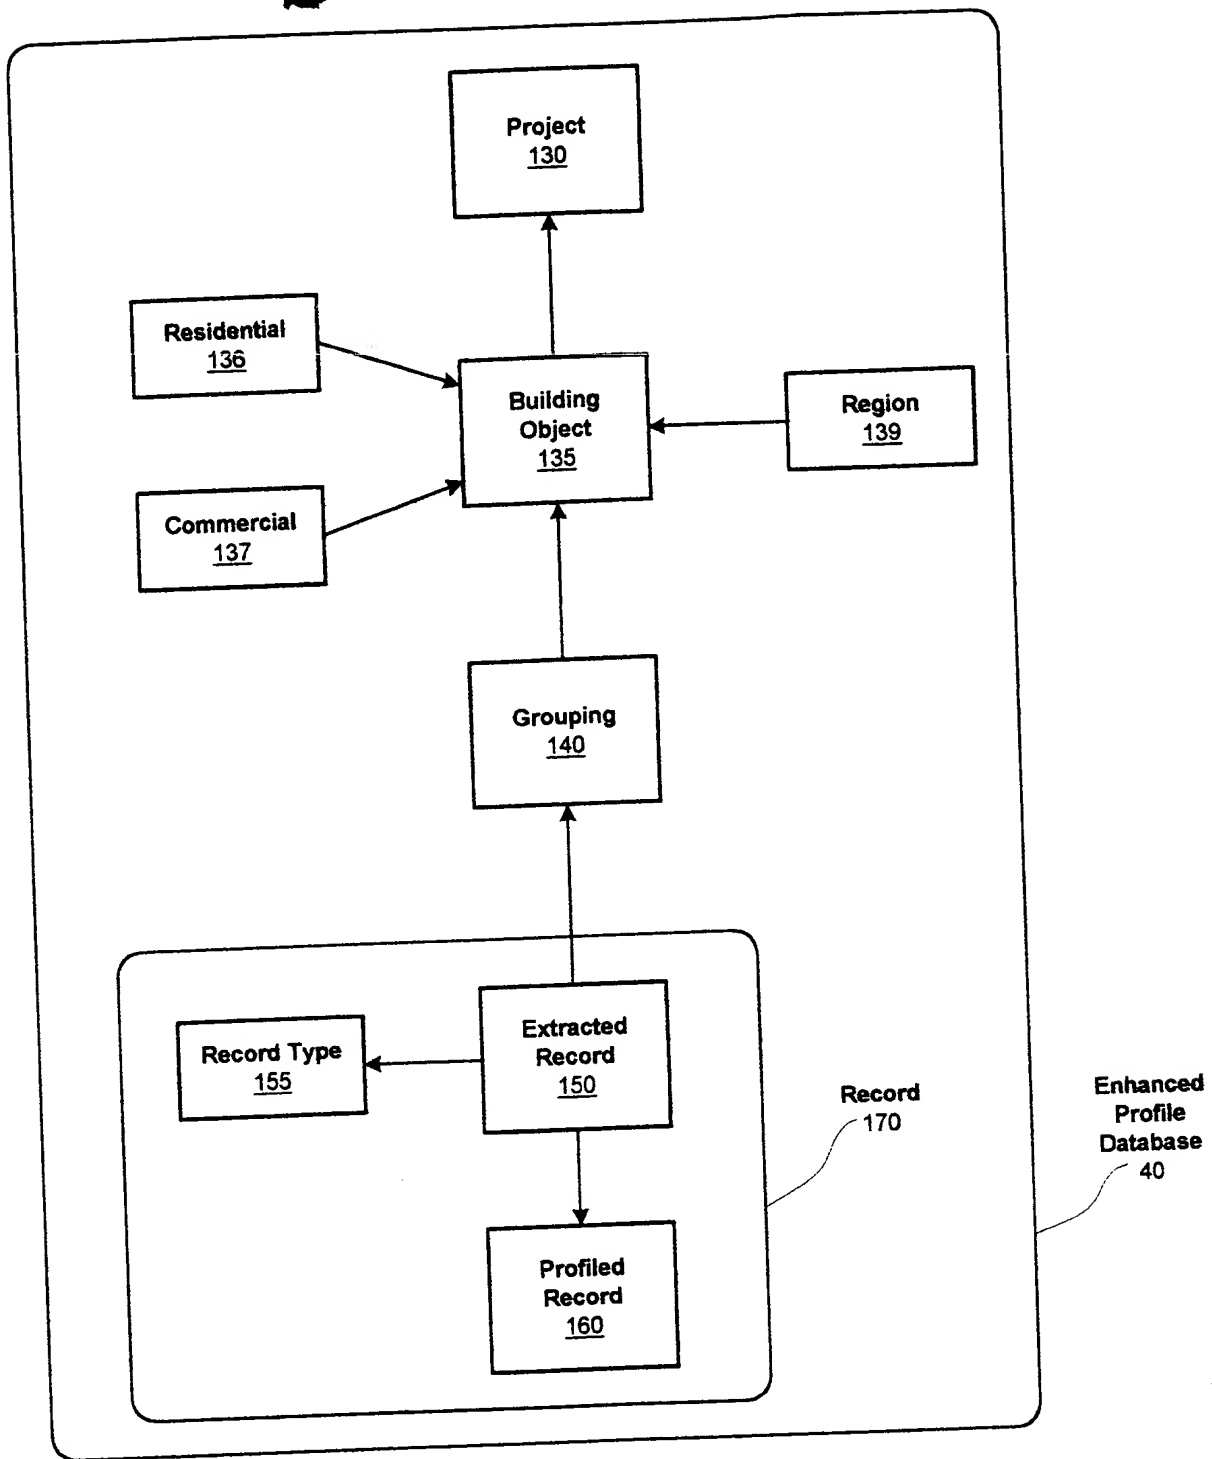 Project
130
Residential
136
Building
Object
135
Region
139
Commercial
137
Grouping
140
Record Type
155
Extracted
Record
150
Record
170
Enhanced
Profile
Database
40
Profiled
Record
160